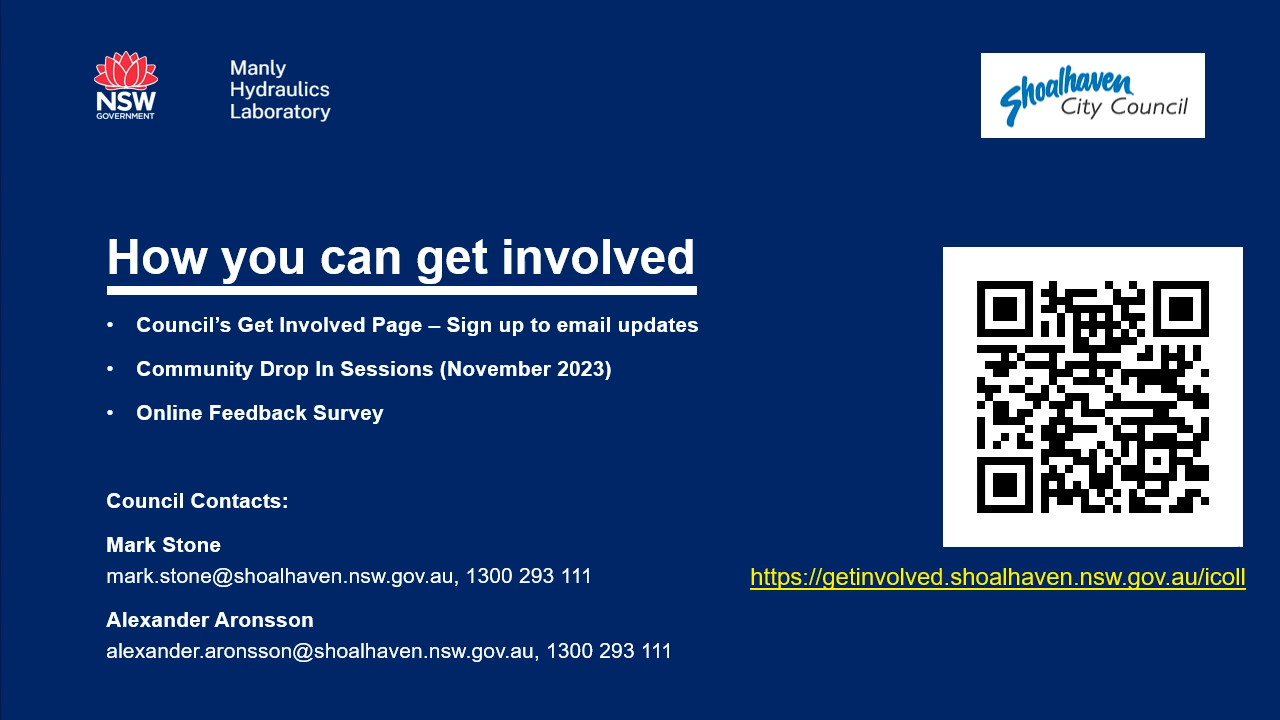 NSW
GOVERNMENT
Manly
Hydraulics
Laboratory
Shoalhaven
City Council
How you can get involved
• Council’s Get Involved Page – Sign up to email updates
• Community Drop In Sessions (November 2023)
• Online Feedback Survey
Council Contacts:
Mark Stone
mark.stone@shoalhaven.nsw.gov.au, 1300 293 111
Alexander Aronsson
alexander.aronsson@shoalhaven.nsw.gov.au, 1300 293 111
https://getinvolved.shoalhaven.nsw.gov.au/icoll